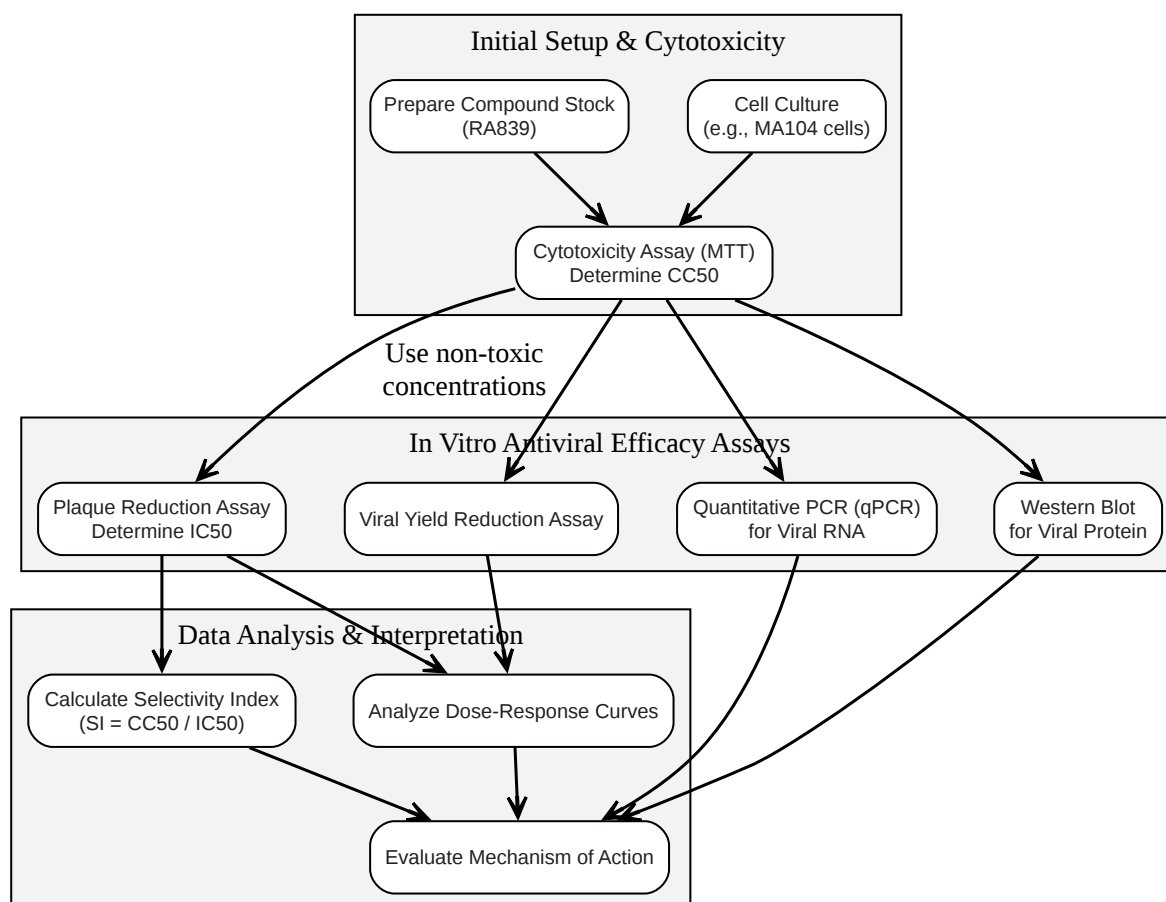 Initial Setup & Cytotoxicity
Prepare Compound Stock
(RA839)
Cell Culture
(e.g., MA104 cells)
Cytotoxicity Assay (MTT)
Determine CC50
Use non-toxic
concentrations
In Vitro Antiviral Efficacy Assays
Plaque Reduction Assay
Determine IC50
Viral Yield Reduction Assay
Quantitative PCR (qPCR)
for Viral RNA
Western Blot
for Viral Protein
Data Analysis & Interpretation
Calculate Selectivity Index
(SI = CC50 / IC50)
Analyze Dose-Response Curves
Evaluate Mechanism of Action